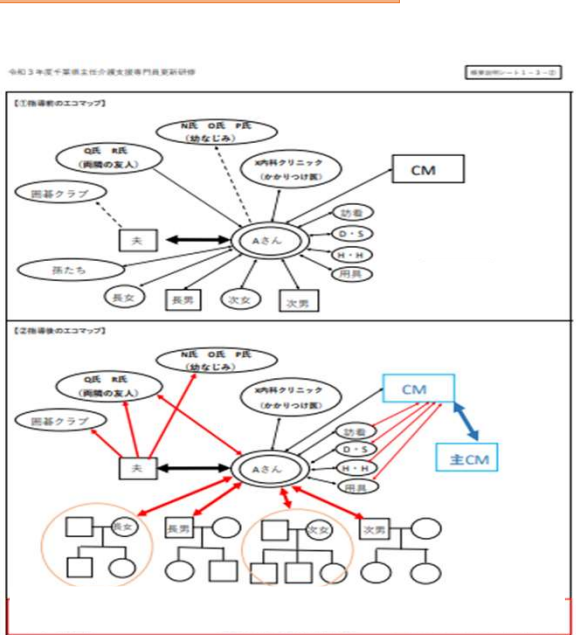 令和３年度千葉県主任介護支援専門員更新研修
【①指導前のエコマップ】
N氏 O氏 P氏
（幼なじみ）
Q氏 R氏
（両隣の友人）
X内科クリニック
（かかりつけ医）
CM
囲碁クラブ
訪看
夫
Aさん
D・S
H・H
孫たち
用具
長女
長男
次女
次男
【②指導後のエコマップ】
N氏 O氏 P氏
（幼なじみ）
Q氏 R氏
（両隣の友人）
X内科クリニック
（かかりつけ医）
CM
囲碁クラブ
訪看
夫
Aさん
D・S
主CM
H・H
用具
長女
長男
次女
次男